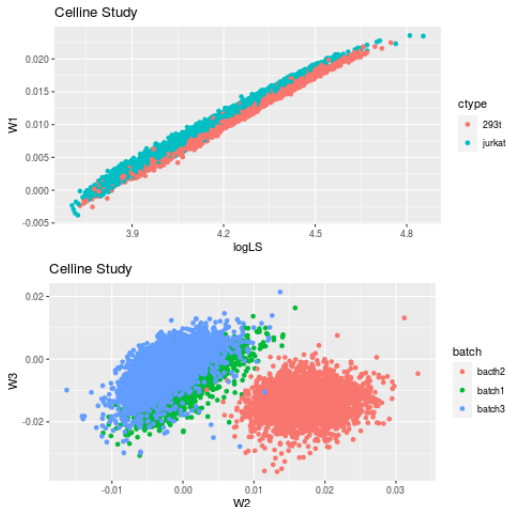 Celline Study
0.020
0.015
0.010
0.005
0.000
-0.005
W1
3.9
4.2
4.5
4.8
logLS
ctype
293t
jurkat
Celline Study
0.02
0.00
-0.02
W3
-0.01
0.00
0.01
0.02
0.03
W2
batch
bacth2
batch1
batch3